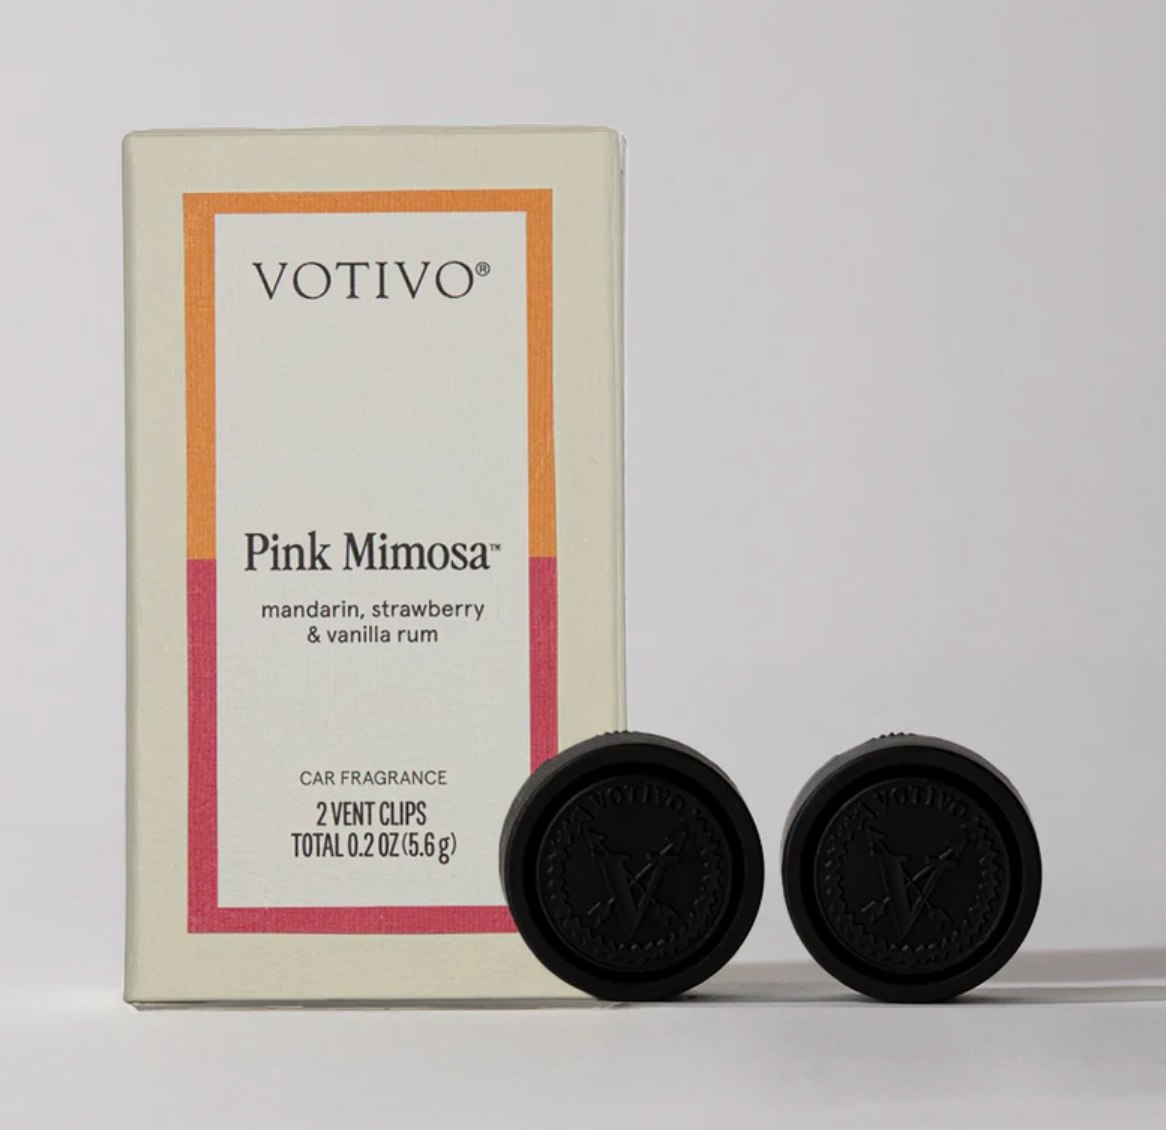 VOTIVO®
Pink Mimosa™
mandarin, strawberry
& vanilla rum
CAR FRAGRANCE
2 VENT CLIPS
TOTAL 0.2 OZ (5.6 g)
VOTIVO
V
VOTIVO
V